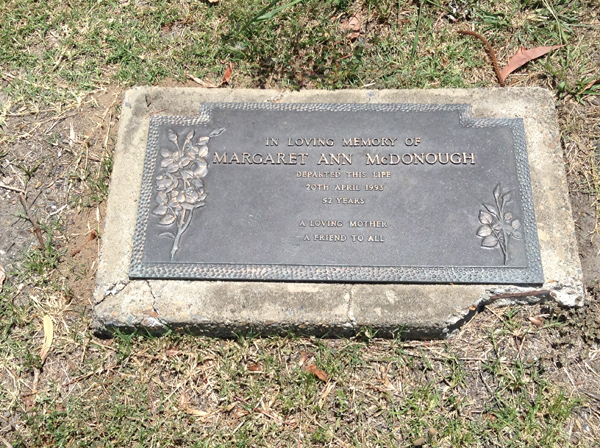 IN LOVING MEMORY OF
MARGARET ANN McDONOUGH
DEPARTED THIS LIFE
20TH APRIL 1993
52 YEARS
A LOVING MOTHER
A FRIEND TO ALL